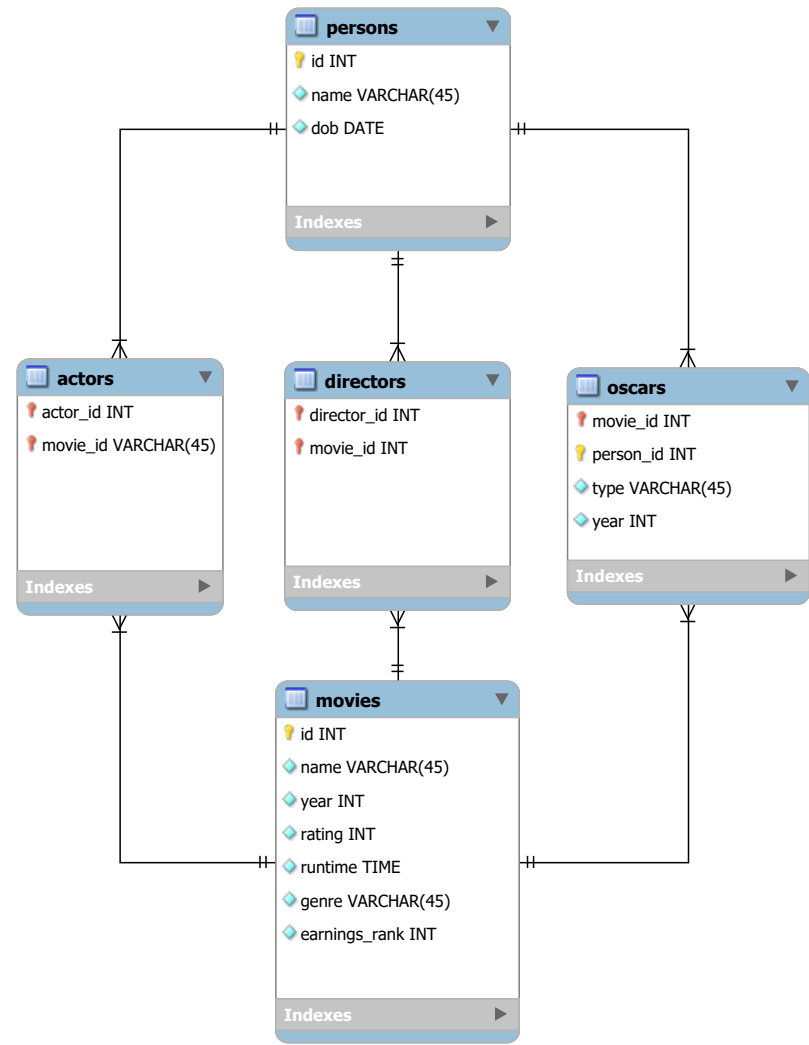 persons
id INT
name VARCHAR(45)
dob DATE
Indexes
actors
actor_id INT
movie_id VARCHAR(45)
Indexes
directors
director_id INT
movie_id INT
Indexes
oscars
movie_id INT
person_id INT
type VARCHAR(45)
year INT
Indexes
movies
id INT
name VARCHAR(45)
year INT
rating INT
runtime TIME
genre VARCHAR(45)
earnings_rank INT
Indexes